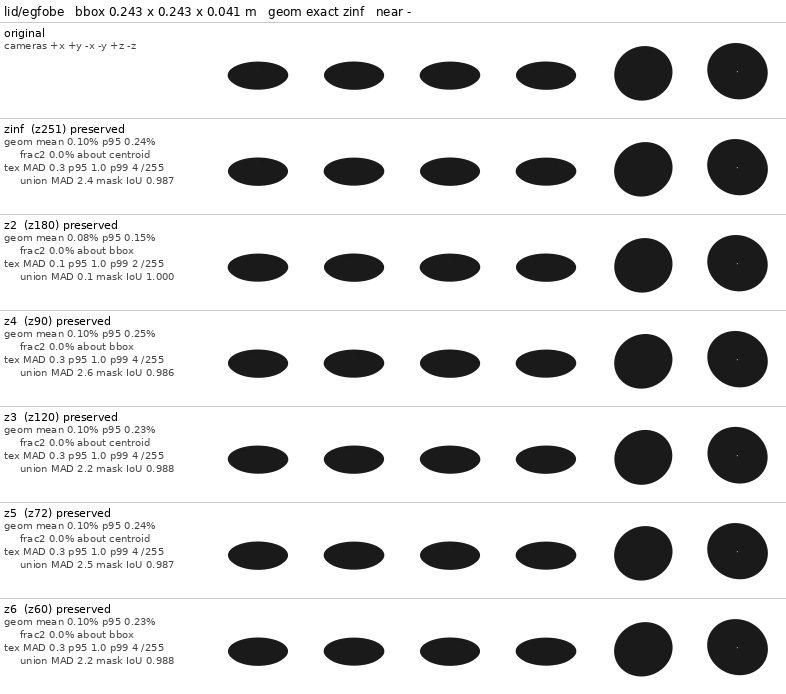 lid/egfobe bbox 0.243 x 0.243 x 0.041 m geom exact zinf near -
original
cameras +x +y -x -y +z -z
zinf (z251) preserved
geom mean 0.10% p95 0.24%
frac2 0.0% about centroid
tex MAD 0.3 p95 1.0 p99 4 /255
union MAD 2.4 mask IoU 0.987
z2 (z180) preserved
geom mean 0.08% p95 0.15%
frac2 0.0% about bbox
tex MAD 0.1 p95 1.0 p99 2 /255
union MAD 0.1 mask IoU 1.000
z4 (z90) preserved
geom mean 0.10% p95 0.25%
frac2 0.0% about bbox
tex MAD 0.3 p95 1.0 p99 4 /255
union MAD 2.6 mask IoU 0.986
z3 (z120) preserved
geom mean 0.10% p95 0.23%
frac2 0.0% about centroid
tex MAD 0.3 p95 1.0 p99 4 /255
union MAD 2.2 mask IoU 0.988
z5 (z72) preserved
geom mean 0.10% p95 0.24%
frac2 0.0% about centroid
tex MAD 0.3 p95 1.0 p99 4 /255
union MAD 2.5 mask IoU 0.987
z6 (z60) preserved
geom mean 0.10% p95 0.23%
frac2 0.0% about bbox
tex MAD 0.3 p95 1.0 p99 4 /255
union MAD 2.2 mask IoU 0.988